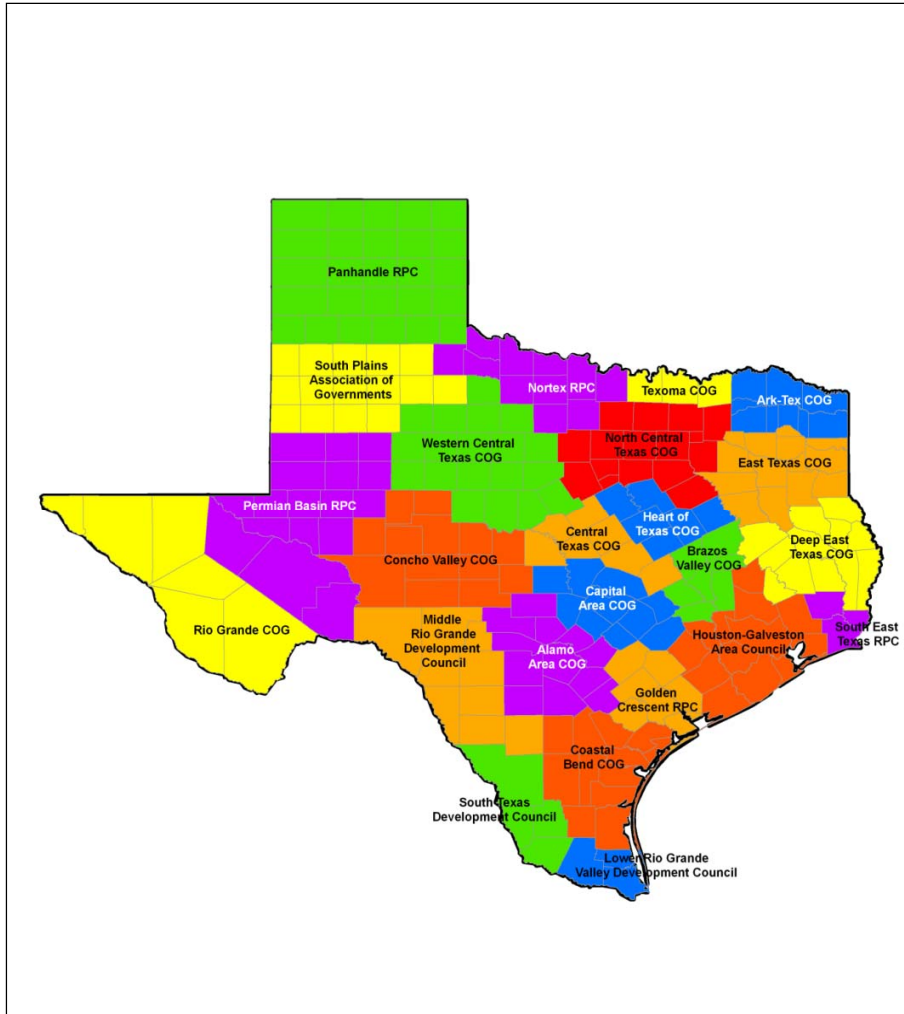 Panhandle RPC
South Plains
Association of
Governments
Nortex RPC
Texoma COG
Ark-Tex COG
Western Central
Texas COG
North Central
Texas COG
East Texas COG
Permian Basin RPC
Heart of
Texas COG
Central
Texas COG
Deep East
Texas COG
Brazos
Valley COG
Concho Valley COG
Capital
Area COG
Rio Grande COG
Middle
Rio Grande
Development
Council
South East
Texas RPC
Houston-Galveston
Area Council
Alamo
Area COG
Golden
Crescent RPC
Coastal
Bend COG
South Texas
Development Council
Lower Rio Grande
Valley Development Council